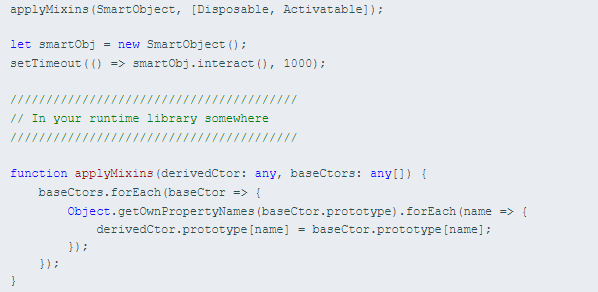 applyMixins(SmartObject, [Disposable, Activatable]);
let smartObj = new SmartObject();
setTimeout(() => smartObj.interact(), 1000);
////////////////////////////////////////
// In your runtime library somewhere
////////////////////////////////////////
function applyMixins(derivedCtor: any, baseCtors: any[]) {
    baseCtors.forEach(baseCtor => {
        Object.getOwnPropertyNames(baseCtor.prototype).forEach(name => {
            derivedCtor.prototype[name] = baseCtor.prototype[name];
        });
    });
}